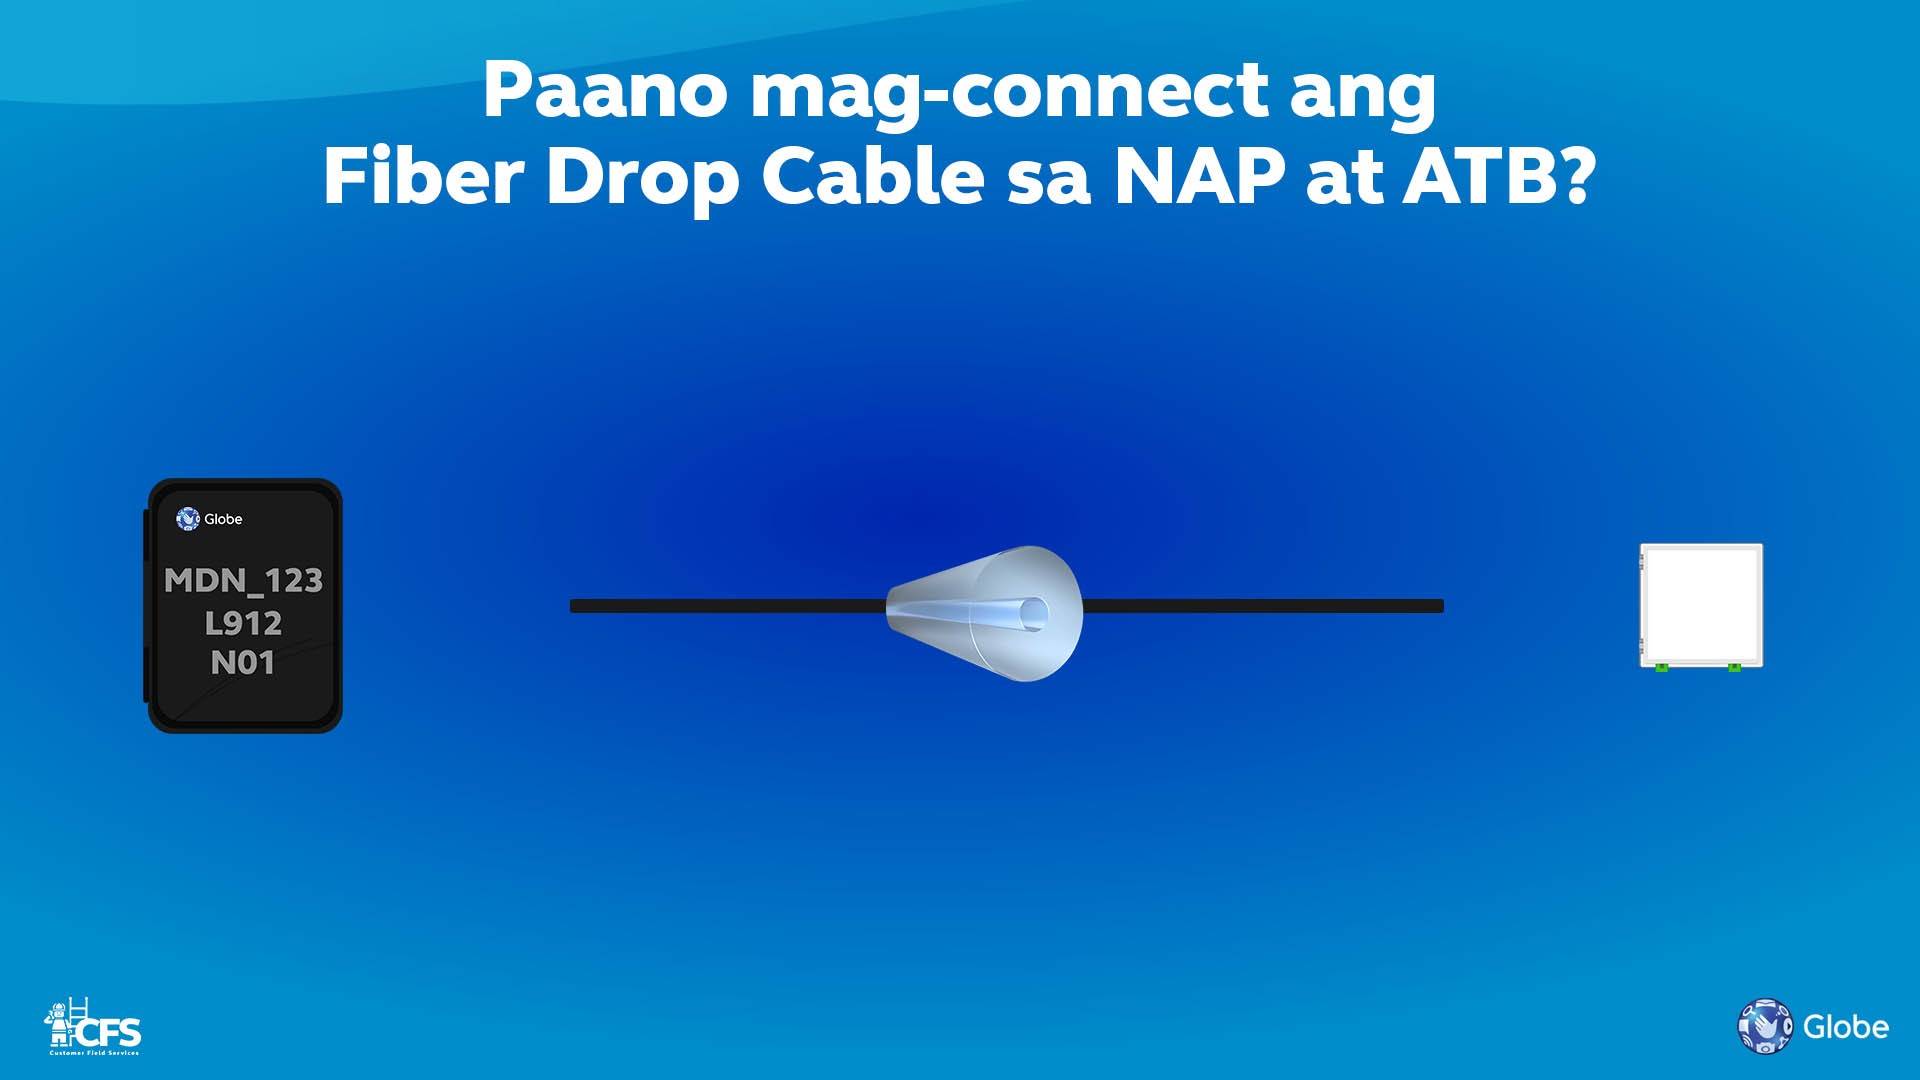 Paano mag-connect ang
Fiber Drop Cable sa NAP at ATB?
Globe
MDN_123
L912
N01
CFS
Customer Field Services
Globe